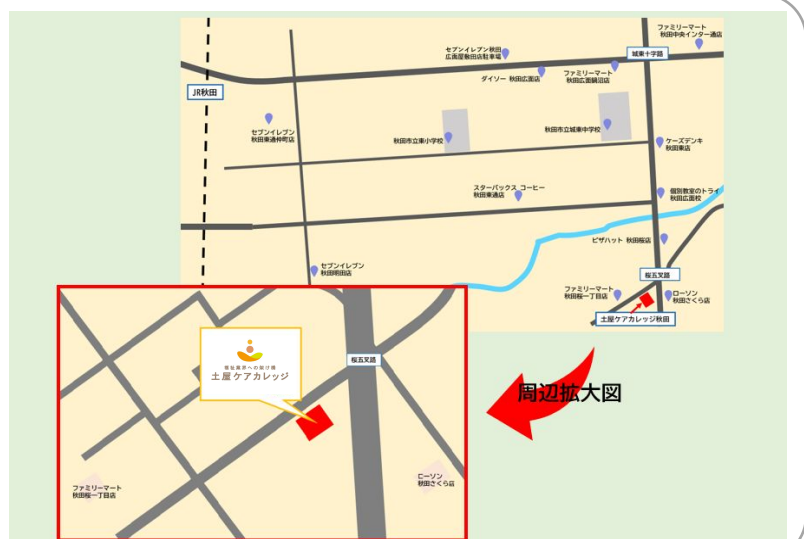 ファミリーマート
秋田中央インター通店
セブンイレブン秋田
広面屋敷田店駐車場
城東十字路
ダイソー 秋田広面店
ファミリーマート
秋田広面鍋沼店
JR秋田
セブンイレブン
秋田東通仲町店
秋田市立東小学校
秋田市立城東中学校
ケーズデンキ
秋田東店
スターバックス コーヒー
秋田東通店
個別教室のトライ
秋田広面校
ピザハット 秋田桜店
セブンイレブン
秋田明田店
桜五叉路
ファミリーマート
秋田桜一丁目店
ローソン
秋田さくら店
土屋ケアカレッジ秋田
福祉業界への架け橋
土屋ケアカレッジ
桜五叉路
周辺拡大図
ファミリーマート
秋田桜一丁目店
ローソン
秋田さくら店